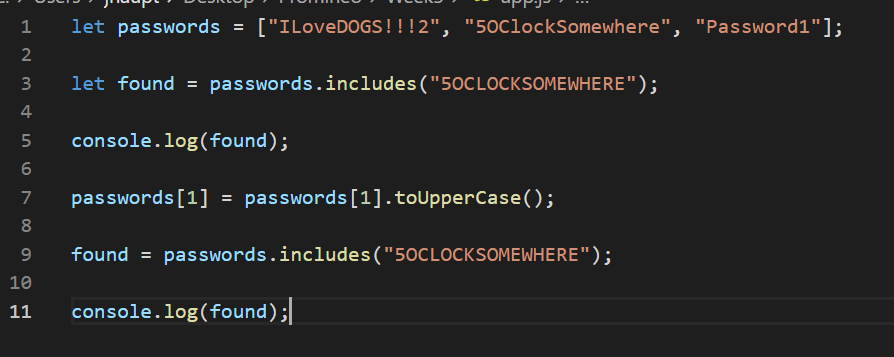 let passwords = ["ILoveDOGS!!!2", "5OClockSomewhere", "Password1"];
let found = passwords.includes("5OCLOCKSOMEWHERE");
console.log(found);
passwords[1] = passwords[1].toUpperCase();
found = passwords.includes("5OCLOCKSOMEWHERE");
console.log(found);